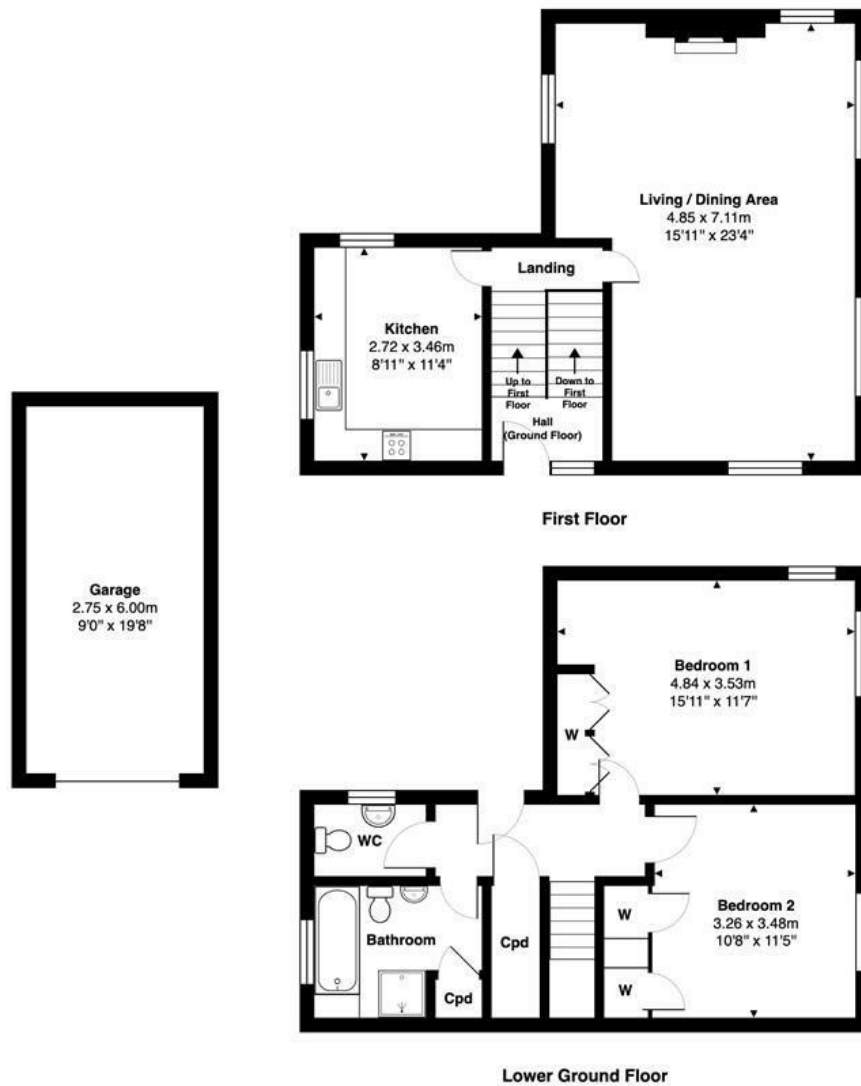 Living / Dining Area
4.85 x 7.11m
15'11" x 23'4"
Landing
Kitchen
2.72 x 3.46m
8'11" x 11'4"
Up to
First
Floor
Down to
First
Floor
Hall
(Ground Floor)
First Floor
Garage
2.75 x 6.00m
9'0" x 19'8"
Bedroom 1
4.84 x 3.53m
15'11" x 11'7"
W
WC
Bedroom 2
3.26 x 3.48m
10'8" x 11'5"
W
Bathroom
Cpd
W
Cpd
Lower Ground Floor